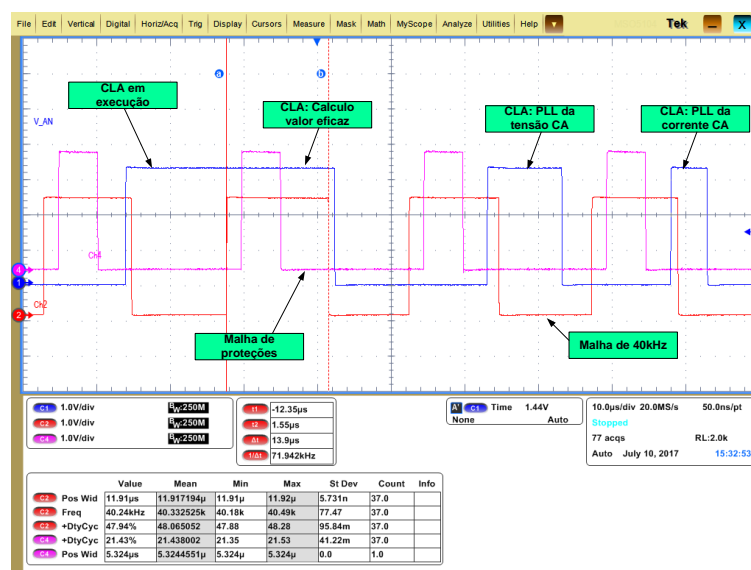 File Edit Vertical Digital Horiz/Acq Trig Display Cursors Measure Mask Math MyScope Analyze Utilities Help Tek X
a b
CLA em
execução
CLA: Calculo
valor eficaz
CLA: PLL da
tensão CA
CLA: PLL da
corrente CA
V_AN
Ch4
4
1
Ch2
2
Malha de
proteções
Malha de 40kHz
C1 1.0V/div BW:250M
C2 1.0V/div BW:250M
C4 1.0V/div BW:250M
t1 -12.35µs
t2 1.55µs
Δt 13.9µs
1/Δt 71.942kHz
A' C1 Time 1.44V
None Auto
10.0µs/div 20.0MS/s 50.0ns/pt
Stopped
77 acqs RL:2.0k
Auto July 10, 2017 15:32:53
Value Mean Min Max St Dev Count Info
C2 Pos Wid 11.91µs 11.917194µ 11.91µ 11.92µ 5.731n 37.0
C2 Freq 40.24kHz 40.332525k 40.18k 40.49k 77.47 37.0
C2 +DtyCyc 47.94% 48.065052 47.88 48.28 95.84m 37.0
C4 +DtyCyc 21.43% 21.438002 21.35 21.53 41.22m 37.0
C4 Pos Wid 5.324µs 5.3244551µ 5.324µ 5.324µ 0.0 1.0